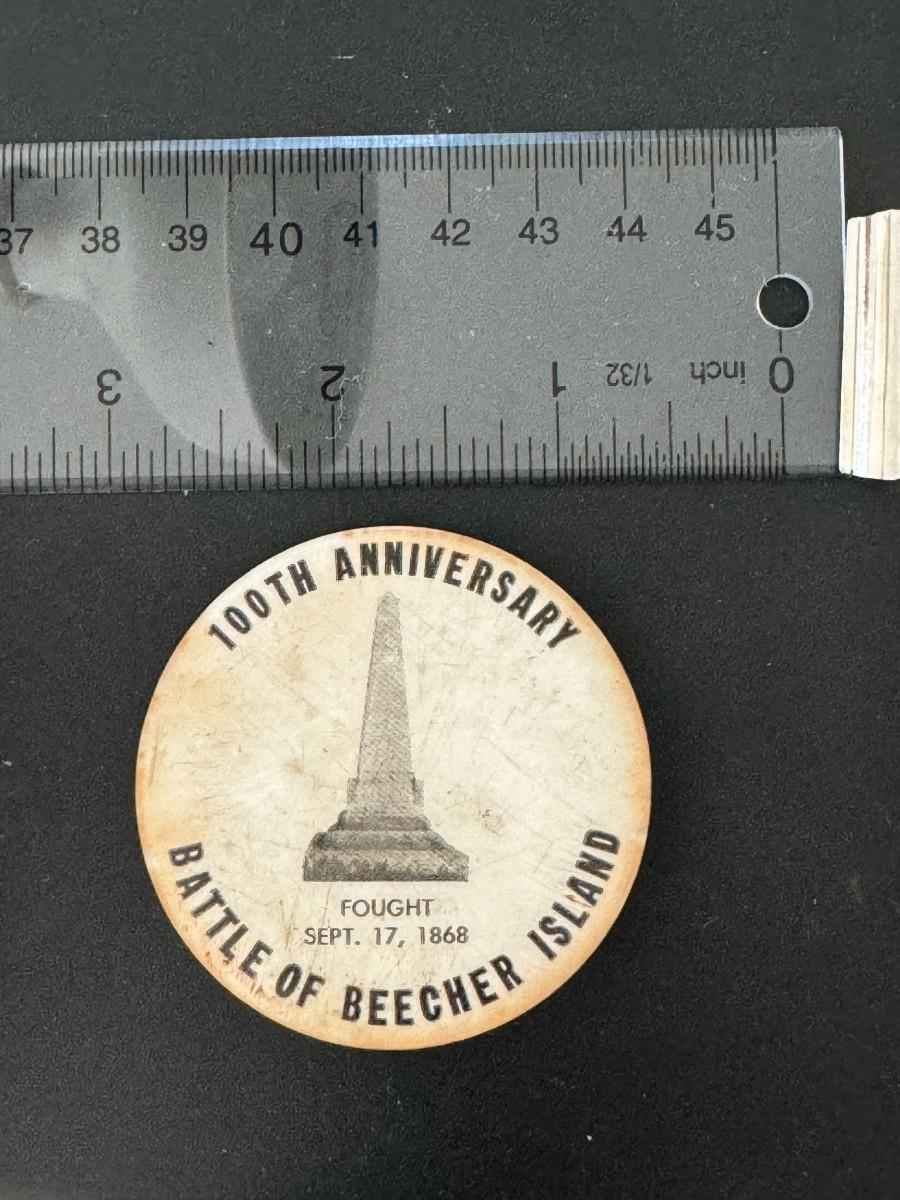 37 38 39 40 41 42 43 44 45
3 2 1 1/32 inch 0
100TH ANNIVERSARY
FOUGHT
SEPT. 17, 1868
BATTLE OF BEECHER ISLAND